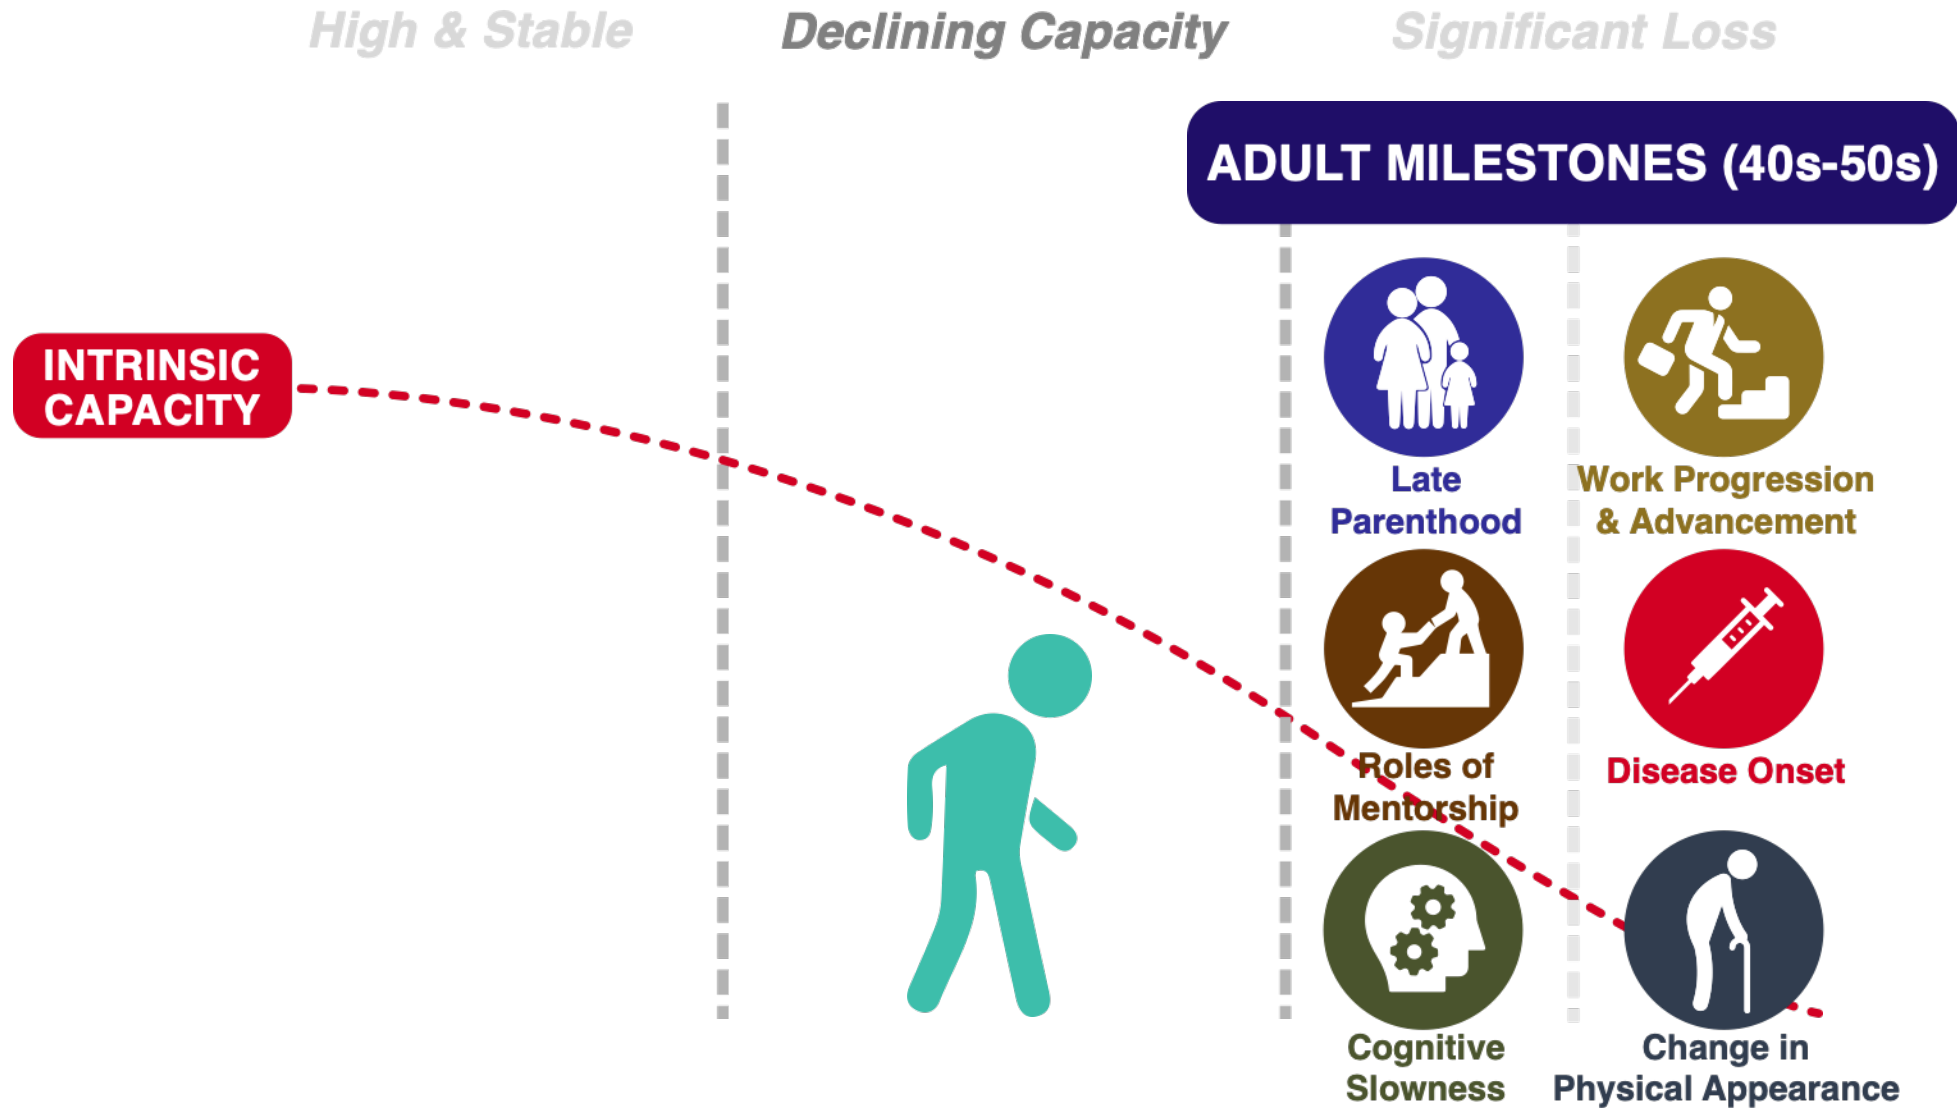 High & Stable
Declining Capacity
Significant Loss
ADULT MILESTONES (40s-50s)
INTRINSIC
CAPACITY
Late
Parenthood
Work Progression
& Advancement
Roles of
Mentorship
Disease Onset
Cognitive
Slowness
Change in
Physical Appearance